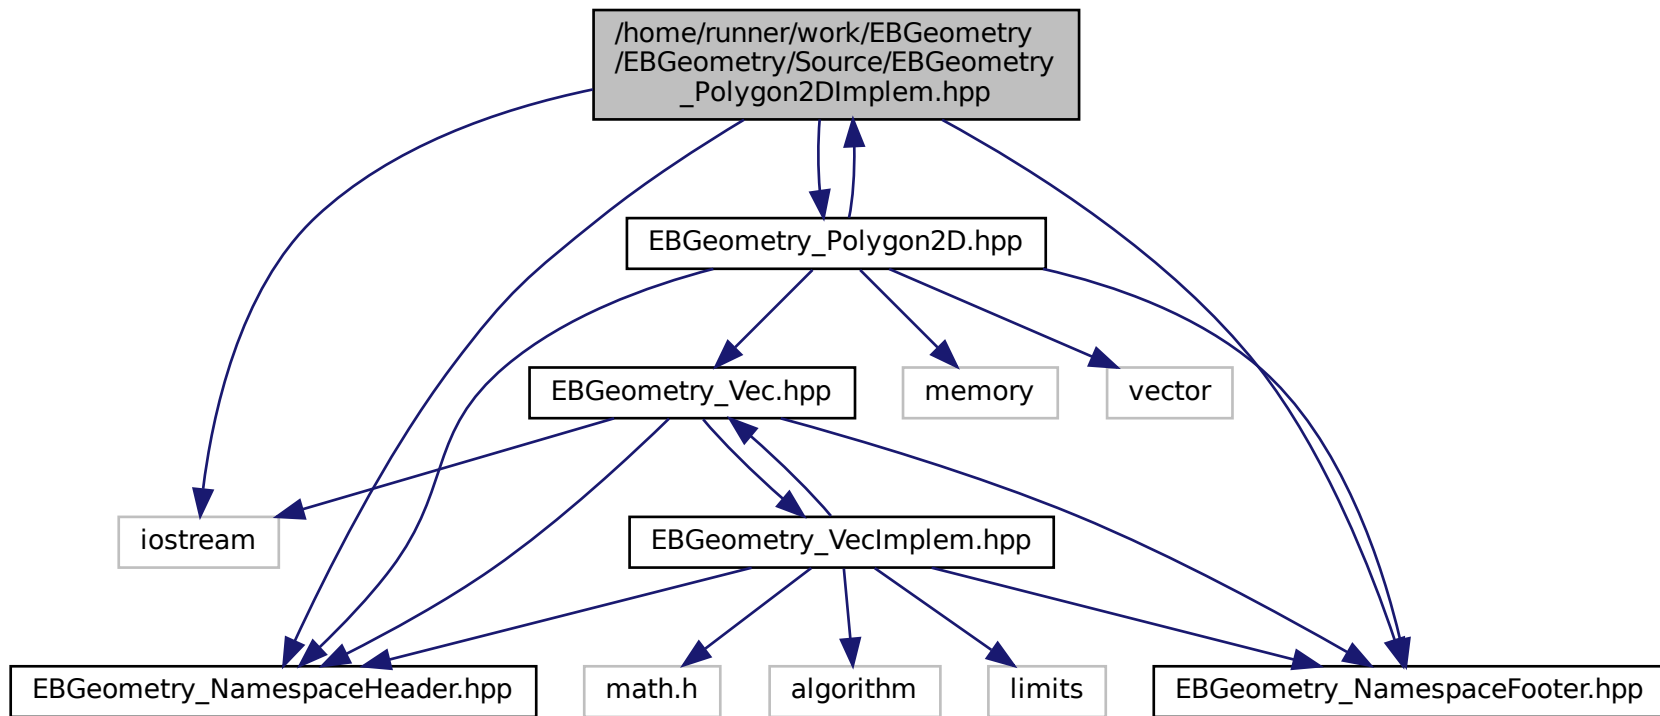 /home/runner/work/EBGeometry
/EBGeometry/Source/EBGeometry
_Polygon2DImplem.hpp
EBGeometry_Polygon2D.hpp
EBGeometry_Vec.hpp
memory
vector
iostream
EBGeometry_VecImplem.hpp
EBGeometry_NamespaceHeader.hpp
math.h
algorithm
limits
EBGeometry_NamespaceFooter.hpp